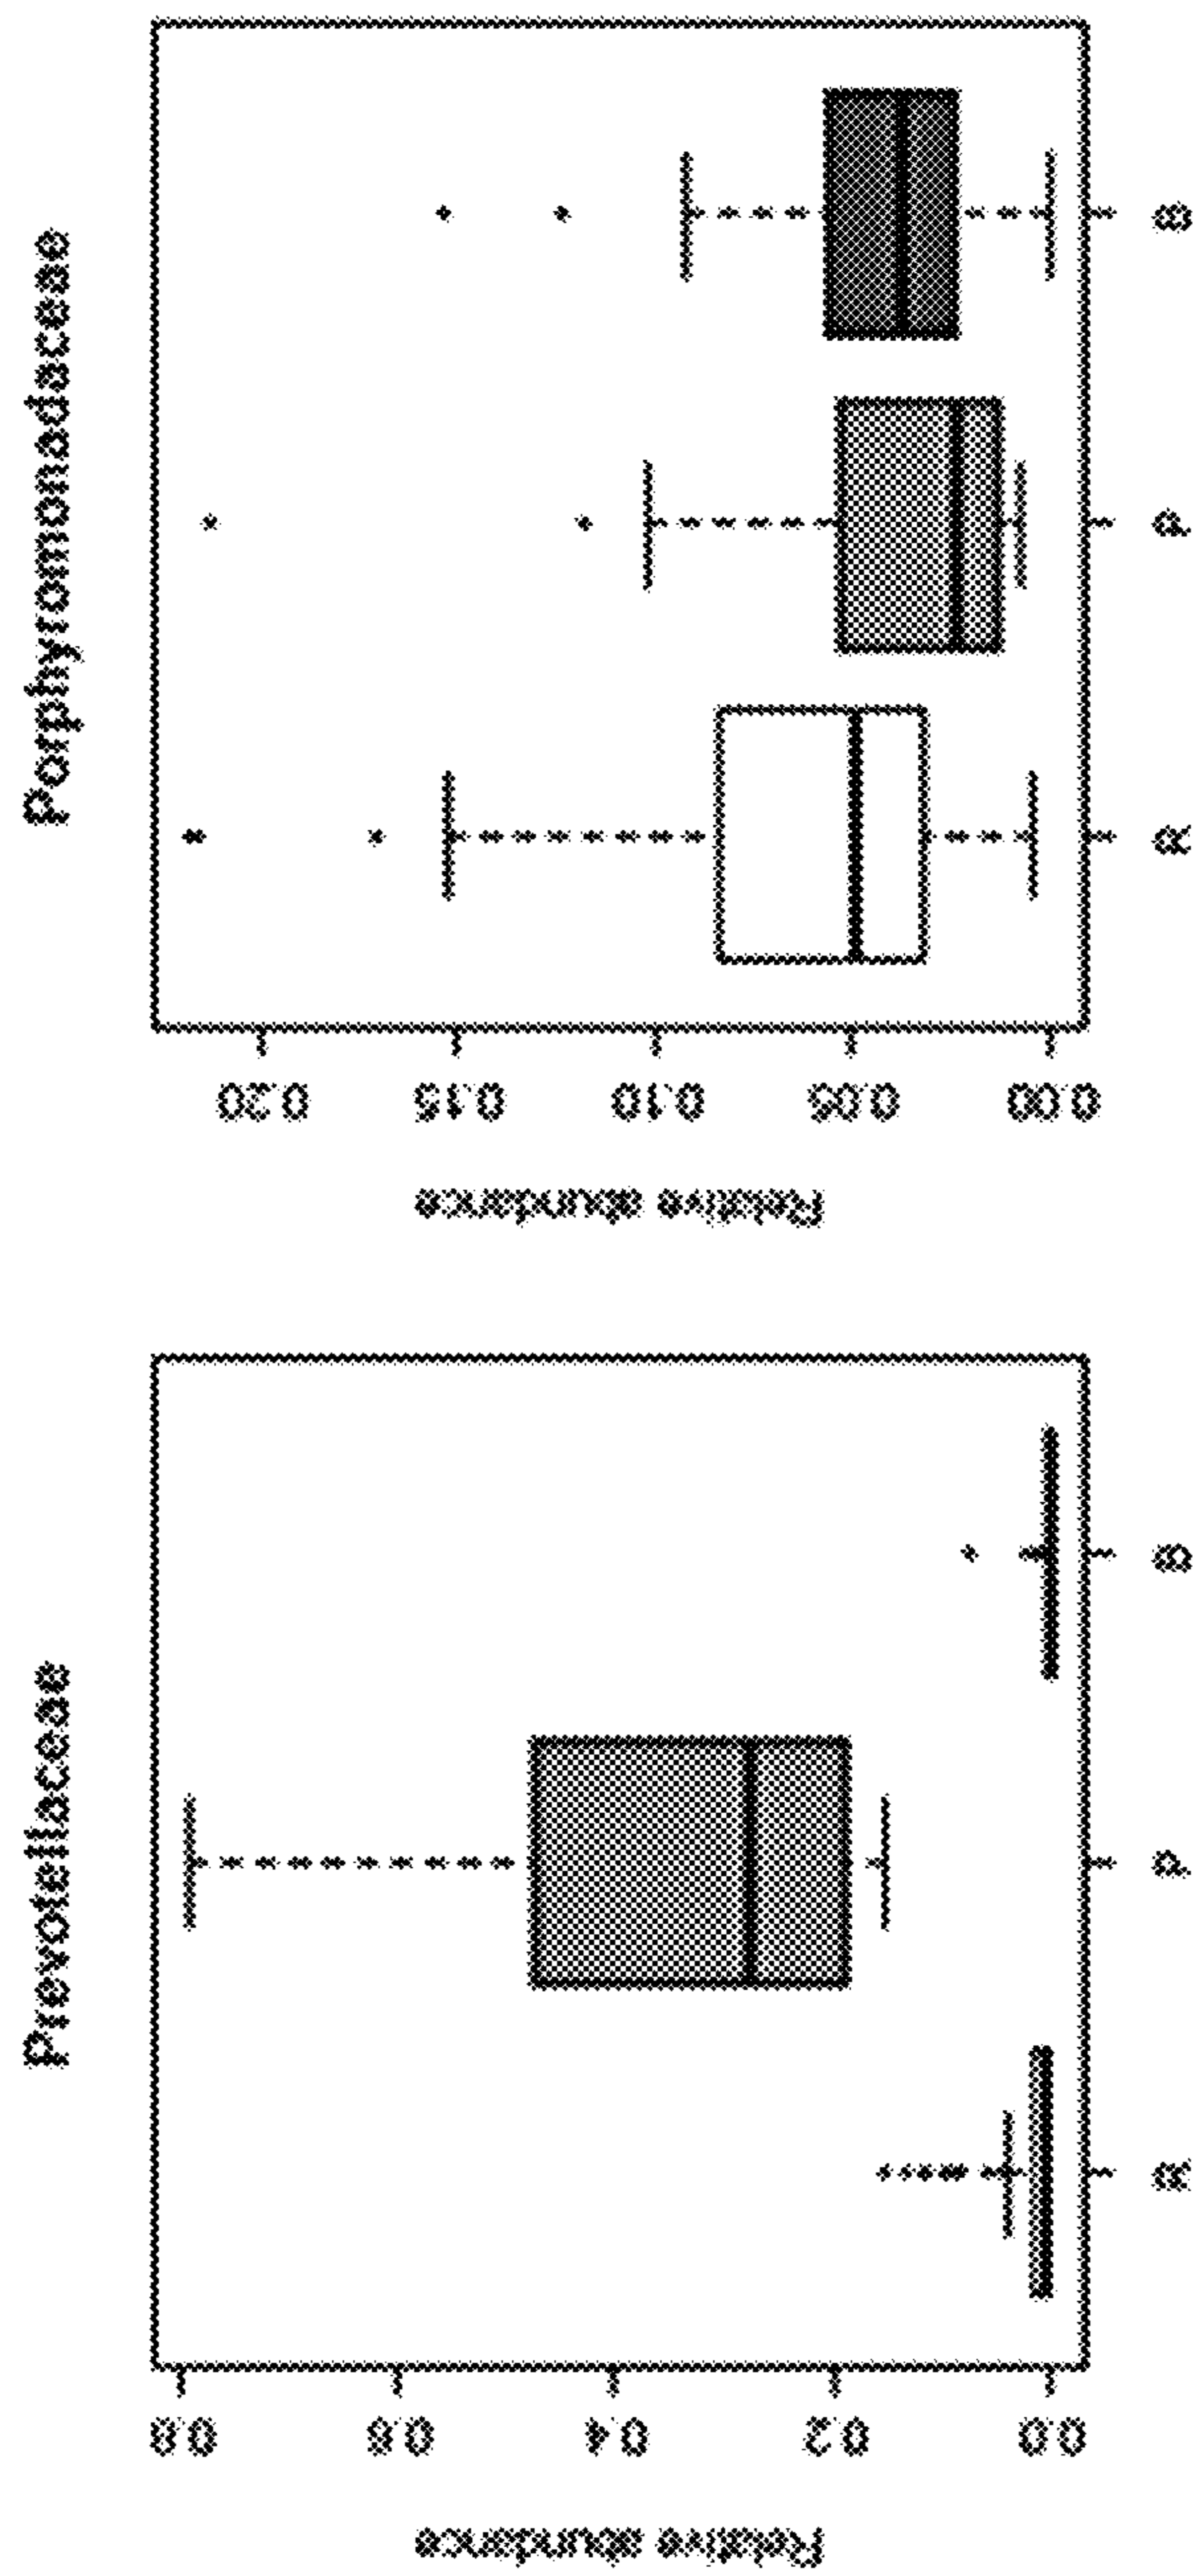 Prevotellaceae
Relative abundance
0.8
0.6
0.4
0.2
0.0
R
P
B
Porphyromonadaceae
Relative abundance
0.20
0.15
0.10
0.05
0.00
R
P
B